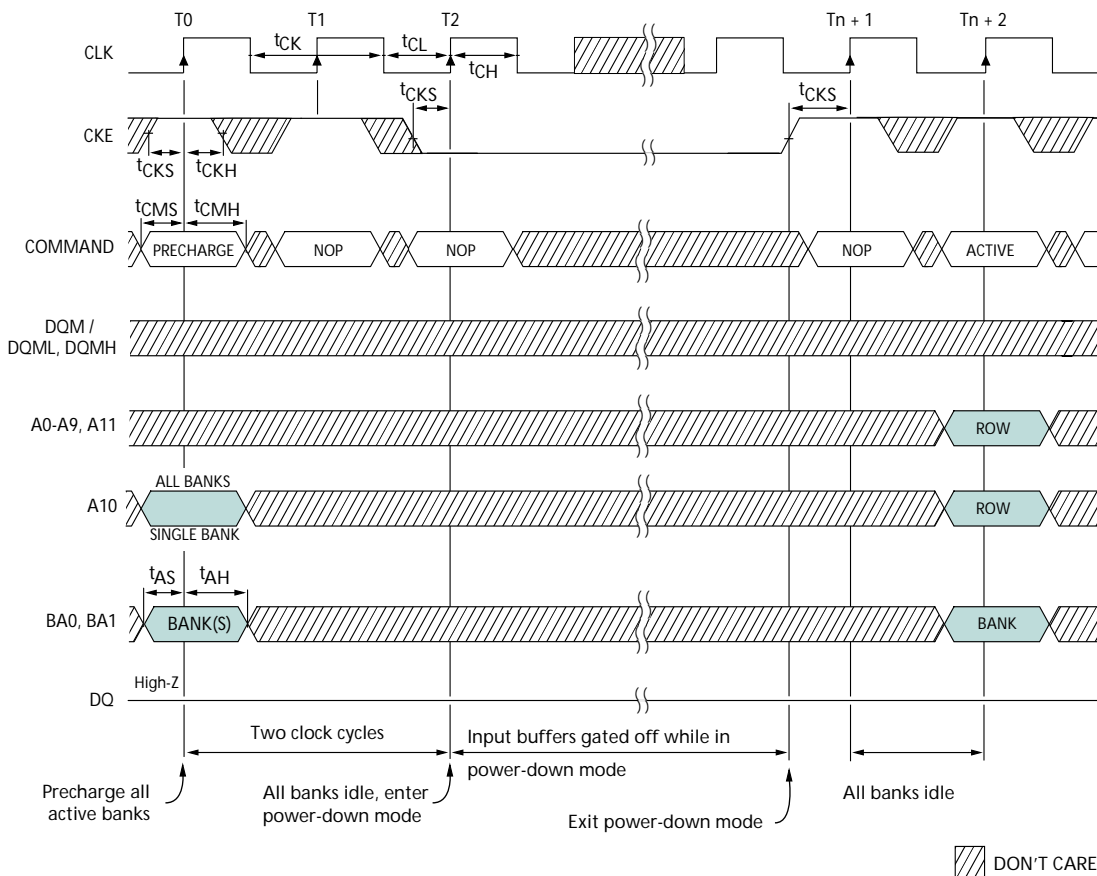 T0 T1 T2 Tn + 1 Tn + 2
CLK tCK tCL tCH
CKE tCKS tCKS
tCKS tCKH
tCMS tCMH
COMMAND PRECHARGE NOP NOP NOP ACTIVE
DQM /
DQML, DQMH
A0-A9, A11 ROW
ALL BANKS
A10 ROW
SINGLE BANK
tAS tAH
BA0, BA1 BANK(S) BANK
High-Z
DQ
Two clock cycles
Input buffers gated off while in
power-down mode
Precharge all
active banks
All banks idle, enter
power-down mode
Exit power-down mode
All banks idle
DON'T CARE